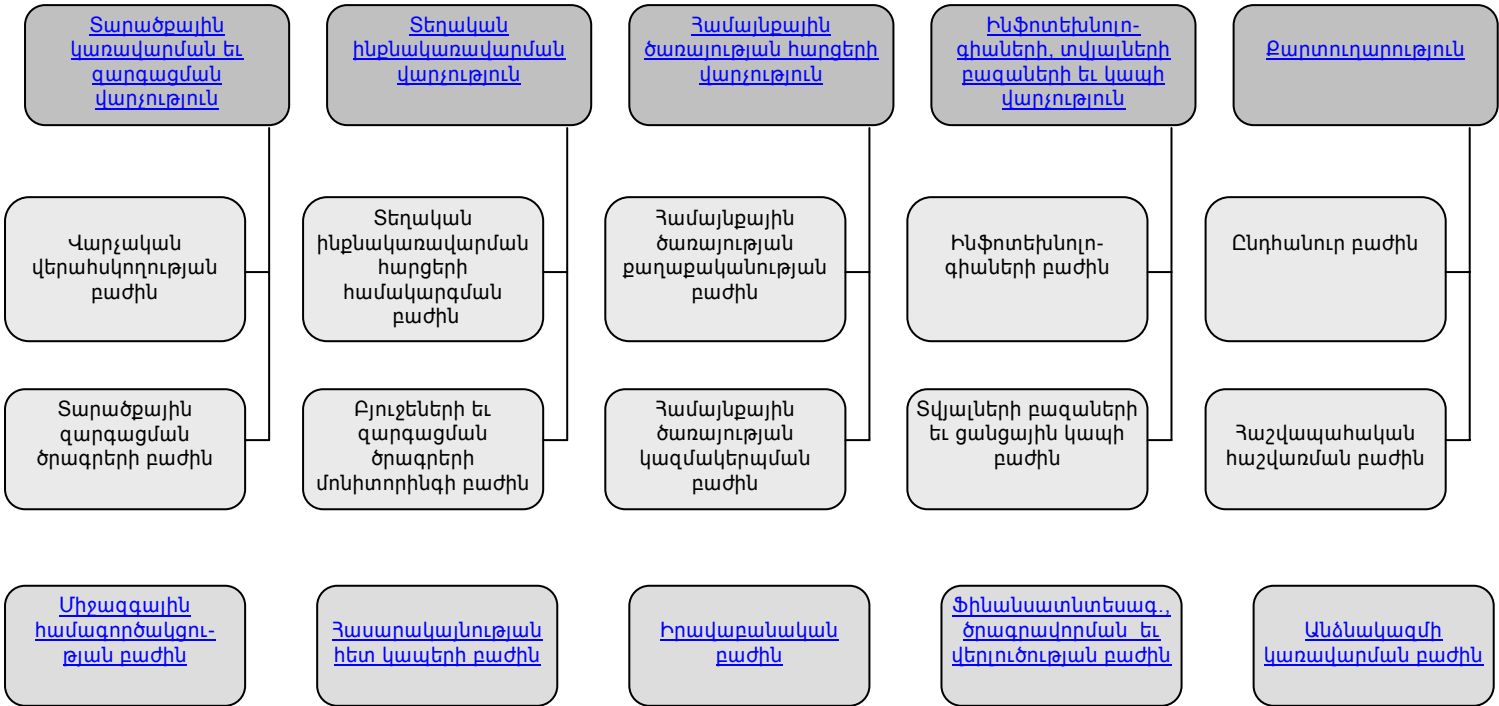 Տարածքային
կառավարման եւ
զարգացման
վարչություն
Տեղական
ինքնակառավարման
վարչություն
Համայնքային
ծառայության հարցերի
վարչություն
Ինֆոտեխնոլո-
գիաների, տվյալների
բազաների եւ կապի
վարչություն
Քարտուղարություն
Վարչական
վերահսկողության
բաժին
Տեղական
ինքնակառավարման
հարցերի
համակարգման
բաժին
Համայնքային
ծառայության
քաղաքականության
բաժին
Ինֆոտեխնոլո-
գիաների բաժին
Ընդհանուր բաժին
Տարածքային
զարգացման
ծրագրերի բաժին
Բյուջեների եւ
զարգացման
ծրագրերի
մոնիտորինգի բաժին
Համայնքային
ծառայության
կազմակերպման
բաժին
Տվյալների բազաների
եւ ցանցային կապի
բաժին
Հաշվապահական
հաշվառման բաժին
Միջազգային
համագործակցու-
թյան բաժին
Հասարակայնության
հետ կապերի բաժին
Իրավաբանական
բաժին
Ֆինանսատնտեսագ.,
ծրագրավորման եւ
վերլուծության բաժին
Անձնակազմի
կառավարման բաժին